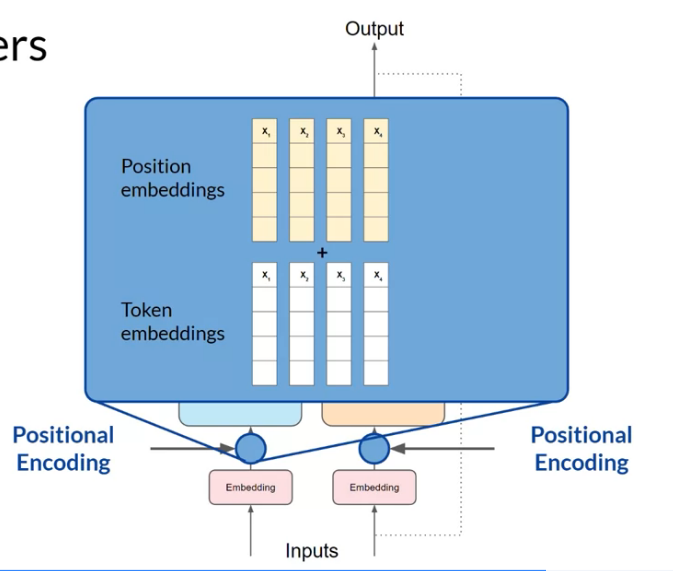 ers
Output
X₁ X₂ X₃ X₄
Position
embeddings
+
X₁ X₂ X₃ X₄
Token
embeddings
Positional
Encoding
Positional
Encoding
Embedding
Embedding
Inputs